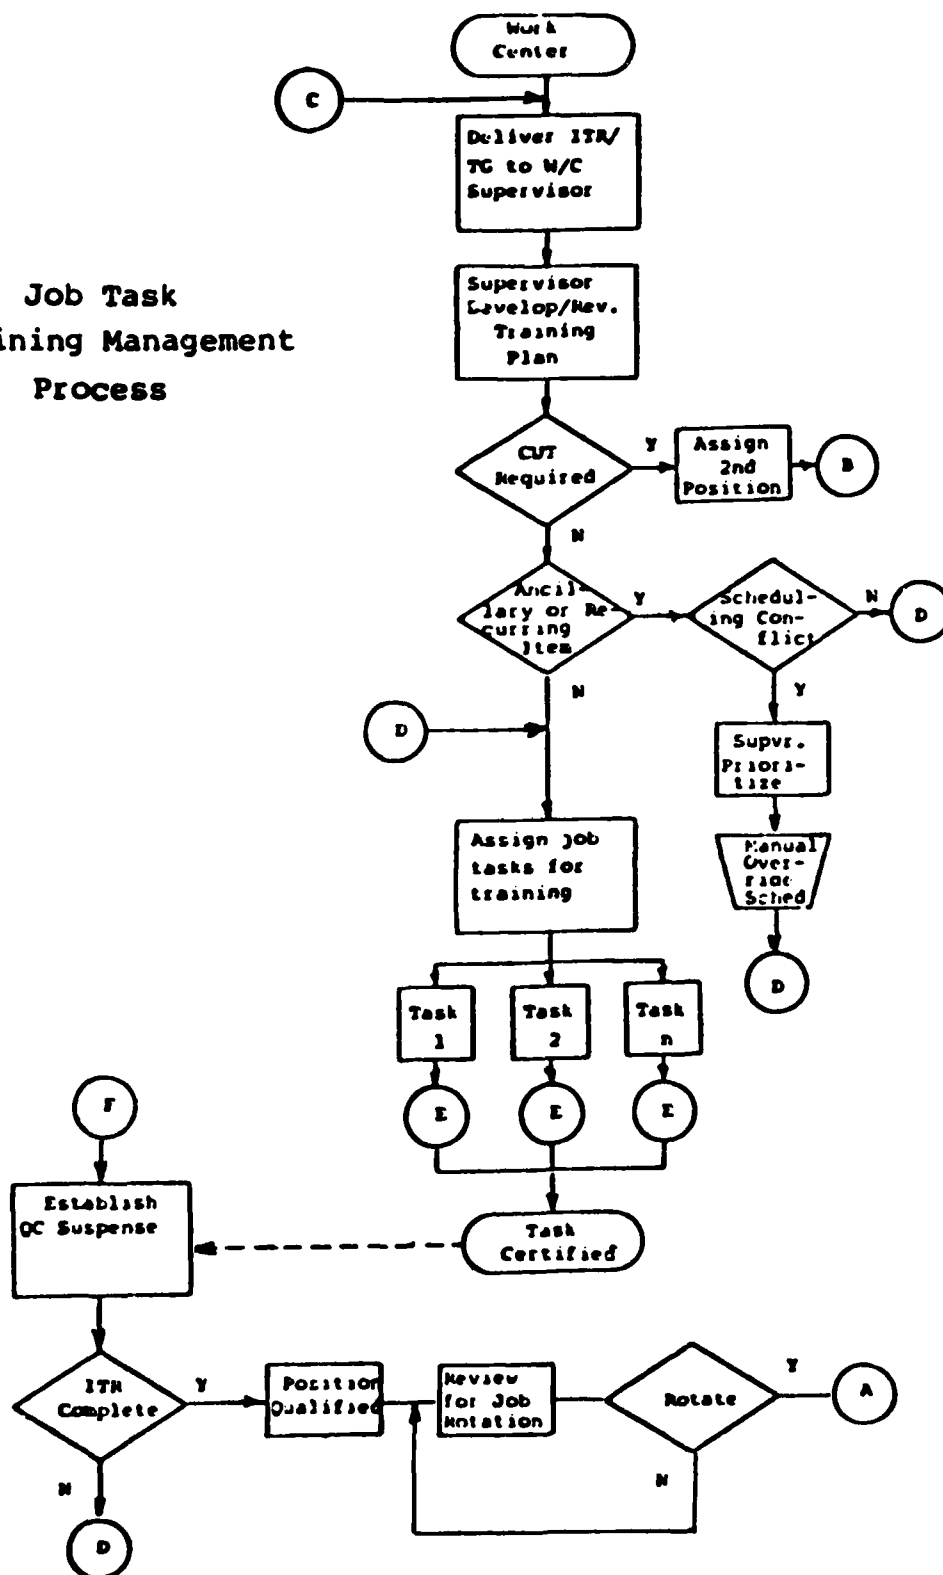 Work
Center
C
Deliver ITR/
TG to W/C
Supervisor
Job Task
ining Management
Process
Supervisor
Develop/Rev.
Training
Plan
CUT
Required
Y
Assign
2nd
Position
B
N
Ancil-
lary or Re-
curring
Item
Y
Schedul-
ing Con-
flict
N
D
N
Y
D
Supvr.
Priori-
tize
Assign job
tasks for
training
Manual
Over-
ride
Sched
D
Task
1
Task
2
Task
n
E
E
E
F
Establish
QC Suspense
Task
Certified
ITR
Complete
Y
Position
Qualified
Review
for Job
Rotation
Rotate
Y
A
N
N
D